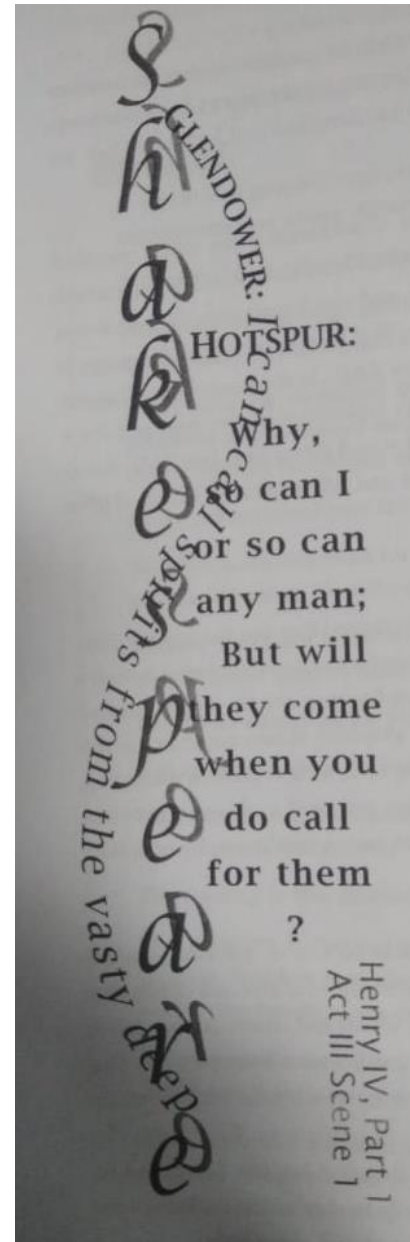 Shakespeare
GLENDOWER: I can call spirits from the vasty deep
HOTSPUR:
Why,
so can I
or so can
any man;
But will
they come
when you
do call
for them
?
Henry IV, Part 1
Act III Scene 1